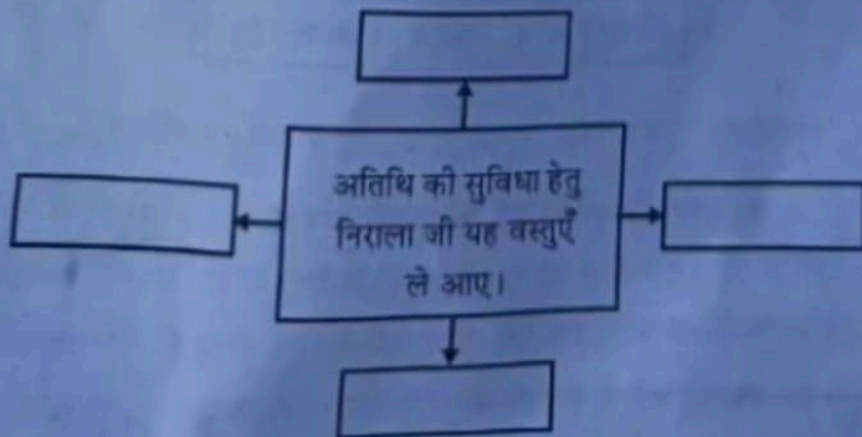 अतिथि की सुविधा हेतु
निराला जी यह वस्तुएँ
ले आए।